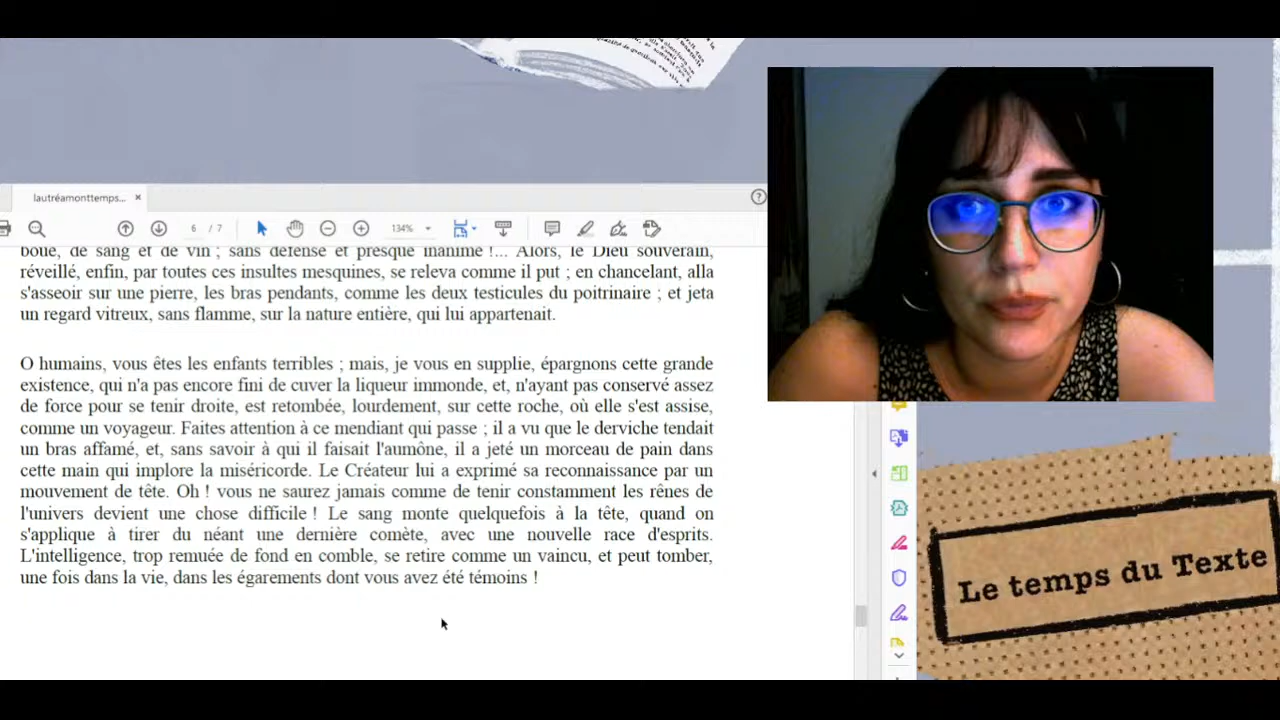 lautréamonttemps...
6 / 7
134%
boue, de sang et de vin ; sans défense et presque inanimé !... Alors, le Dieu souverain,
réveillé, enfin, par toutes ces insultes mesquines, se releva comme il put ; en chancelant, alla
s'asseoir sur une pierre, les bras pendants, comme les deux testicules du poitrinaire ; et jeta
un regard vitreux, sans flamme, sur la nature entière, qui lui appartenait.
O humains, vous êtes les enfants terribles ; mais, je vous en supplie, épargnons cette grande
existence, qui n'a pas encore fini de cuver la liqueur immonde, et, n'ayant pas conservé assez
de force pour se tenir droite, est retombée, lourdement, sur cette roche, où elle s'est assise,
comme un voyageur. Faites attention à ce mendiant qui passe ; il a vu que le derviche tendait
un bras affamé, et, sans savoir à qui il faisait l'aumône, il a jeté un morceau de pain dans
cette main qui implore la miséricorde. Le Créateur lui a exprimé sa reconnaissance par un
mouvement de tête. Oh ! vous ne saurez jamais comme de tenir constamment les rênes de
l'univers devient une chose difficile ! Le sang monte quelquefois à la tête, quand on
s'applique à tirer du néant une dernière comète, avec une nouvelle race d'esprits.
L'intelligence, trop remuée de fond en comble, se retire comme un vaincu, et peut tomber,
une fois dans la vie, dans les égarements dont vous avez été témoins !
Le temps du Texte